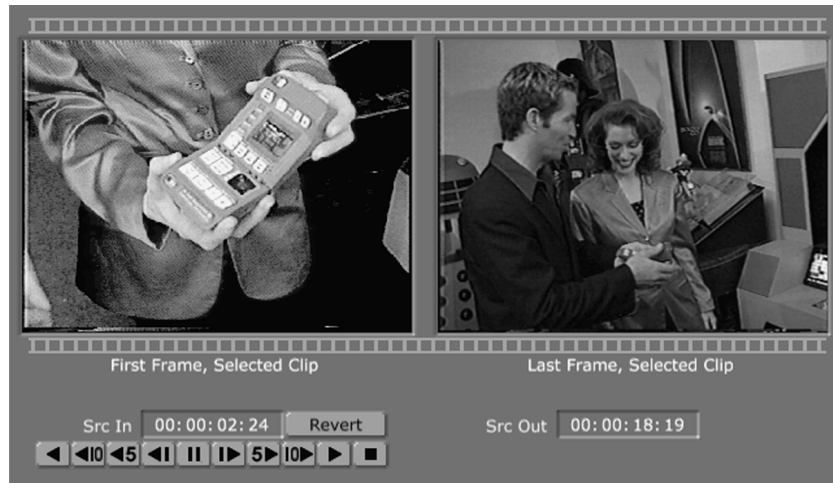 First Frame, Selected Clip
Last Frame, Selected Clip
Src In 00:00:02:24 Revert
Src Out 00:00:18:19
10 5 5 10